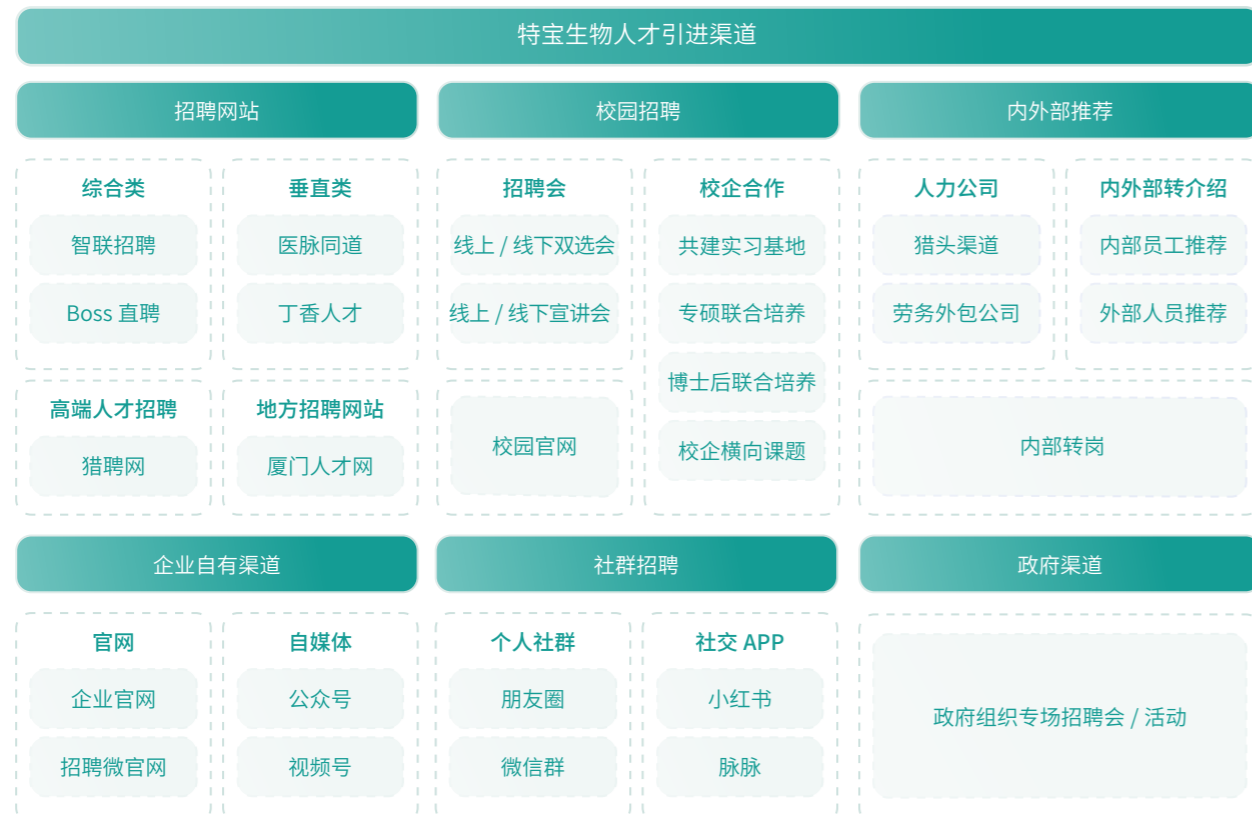 特宝生物人才引进渠道
招聘网站
综合类
智联招聘
Boss 直聘
垂直类
医脉同道
丁香人才
高端人才招聘
猎聘网
地方招聘网站
厦门人才网
校园招聘
招聘会
线上 / 线下双选会
线上 / 线下宣讲会
校园官网
校企合作
共建实习基地
专硕联合培养
博士后联合培养
校企横向课题
内外部推荐
人力公司
猎头渠道
劳务外包公司
内外部转介绍
内部员工推荐
外部人员推荐
内部转岗
企业自有渠道
官网
企业官网
招聘微官网
自媒体
公众号
视频号
社群招聘
个人社群
朋友圈
微信群
社交 APP
小红书
脉脉
政府渠道
政府组织专场招聘会 / 活动